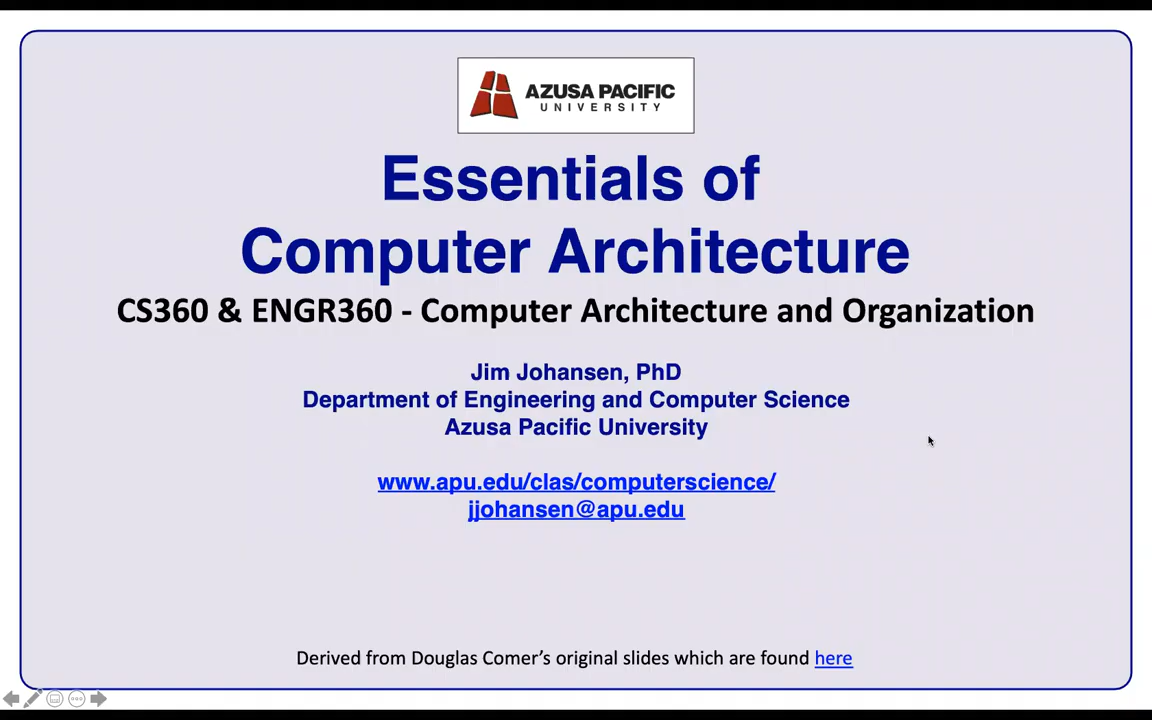 AZUSA PACIFIC
UNIVERSITY
Essentials of
Computer Architecture
CS360 & ENGR360 - Computer Architecture and Organization
Jim Johansen, PhD
Department of Engineering and Computer Science
Azusa Pacific University
www.apu.edu/clas/computerscience/
jjohansen@apu.edu
Derived from Douglas Comer’s original slides which are found here